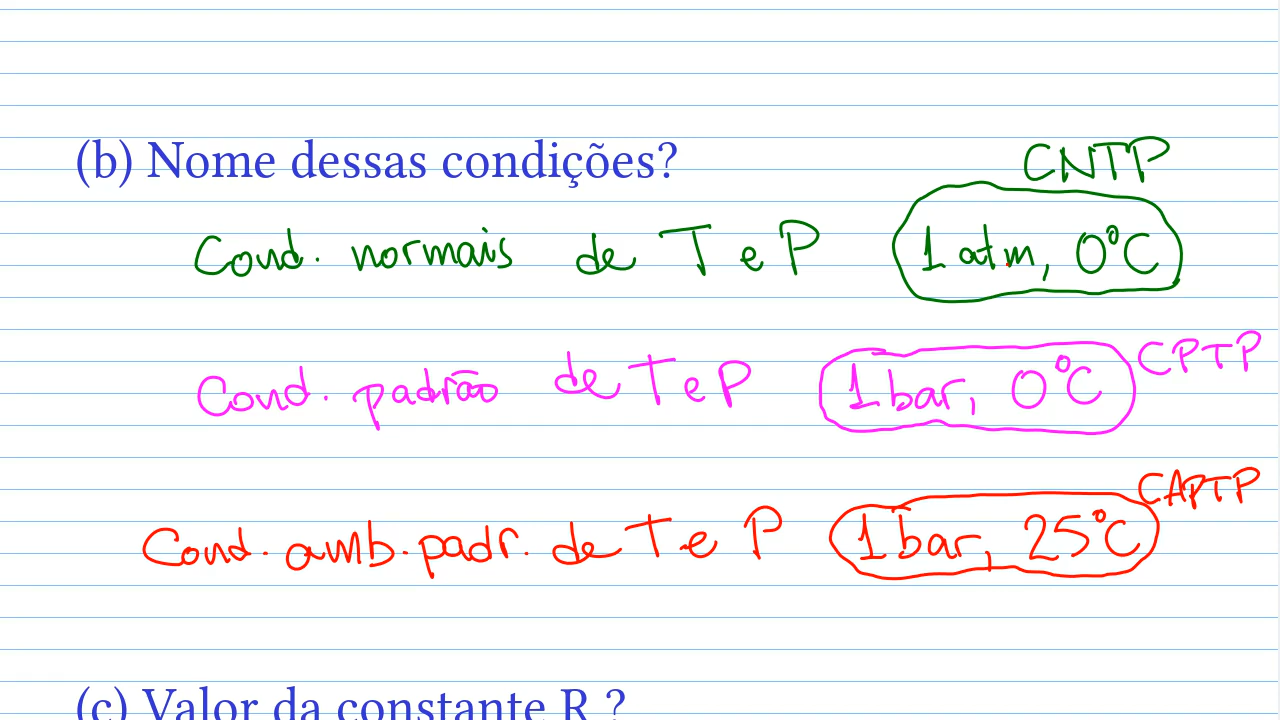 (b) Nome dessas condições?
CNTP
Cond. normais de T e P 1 atm, 0°C
Cond. padrão de T e P 1 bar, 0°C CPTP
Cond. amb. padr. de T e P 1 bar, 25°C CAPTP
(c) Valor da constante R ?